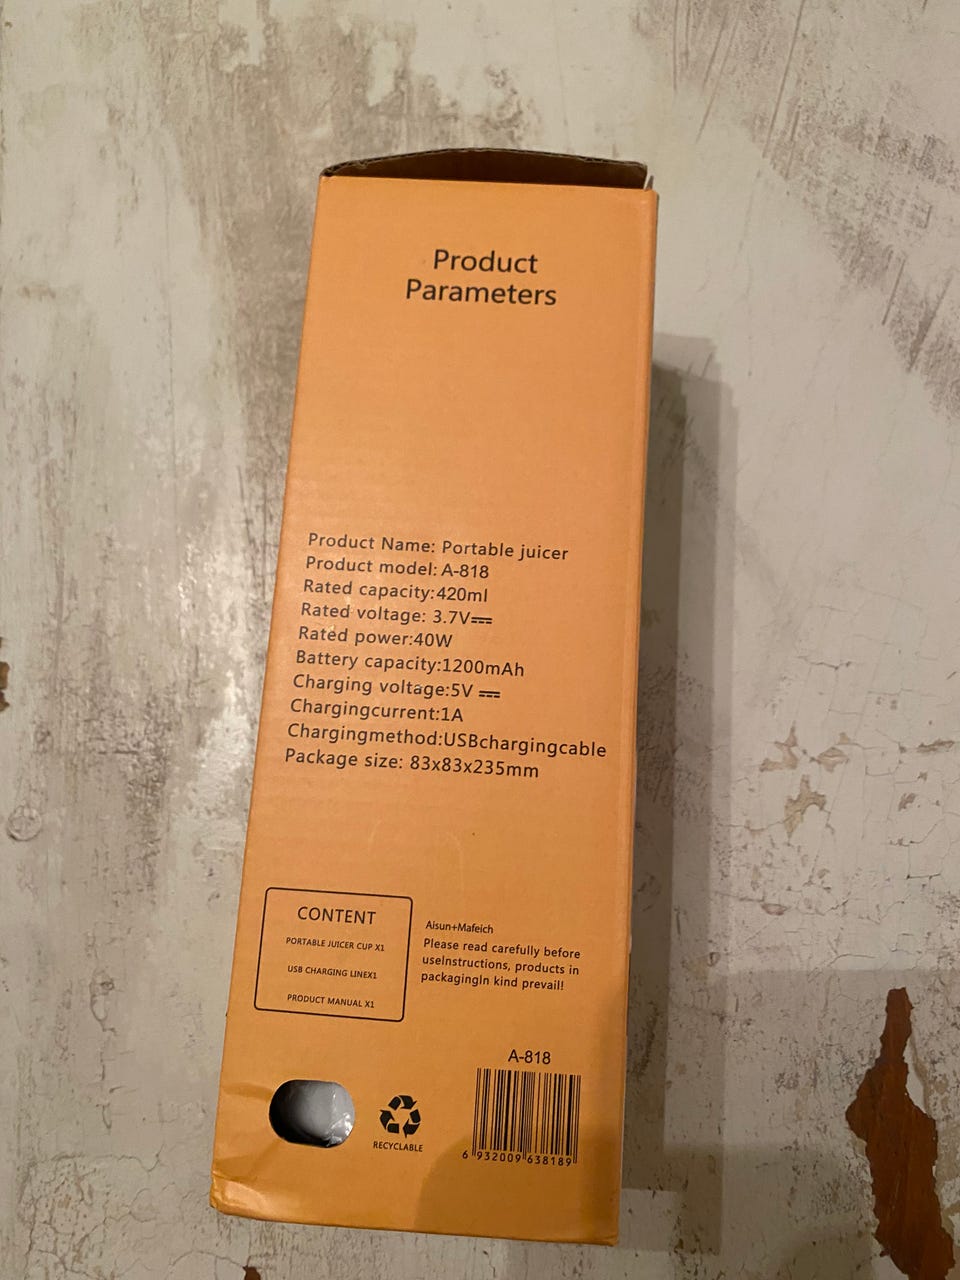 Product
Parameters
Product Name: Portable juicer
Product model: A-818
Rated capacity:420ml
Rated voltage: 3.7V⎓
Rated power:40W
Battery capacity:1200mAh
Charging voltage:5V ⎓
Chargingcurrent:1A
Chargingmethod:USBchargingcable
Package size: 83x83x235mm
CONTENT
PORTABLE JUICER CUP X1
USB CHARGING LINEX1
PRODUCT MANUAL X1
Aisun+Mafeich
Please read carefully before
useInstructions, products in
packagingIn kind prevail!
RECYCLABLE
A-818
6 932009 638189